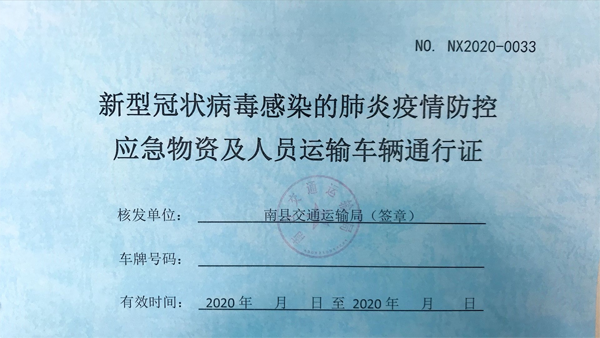 NO. NX2020-0033
新型冠状病毒感染的肺炎疫情防控
应急物资及人员运输车辆通行证
核发单位： 南县交通运输局（签章）
车牌号码：
有效时间： 2020年 月 日 至 2020年 月 日